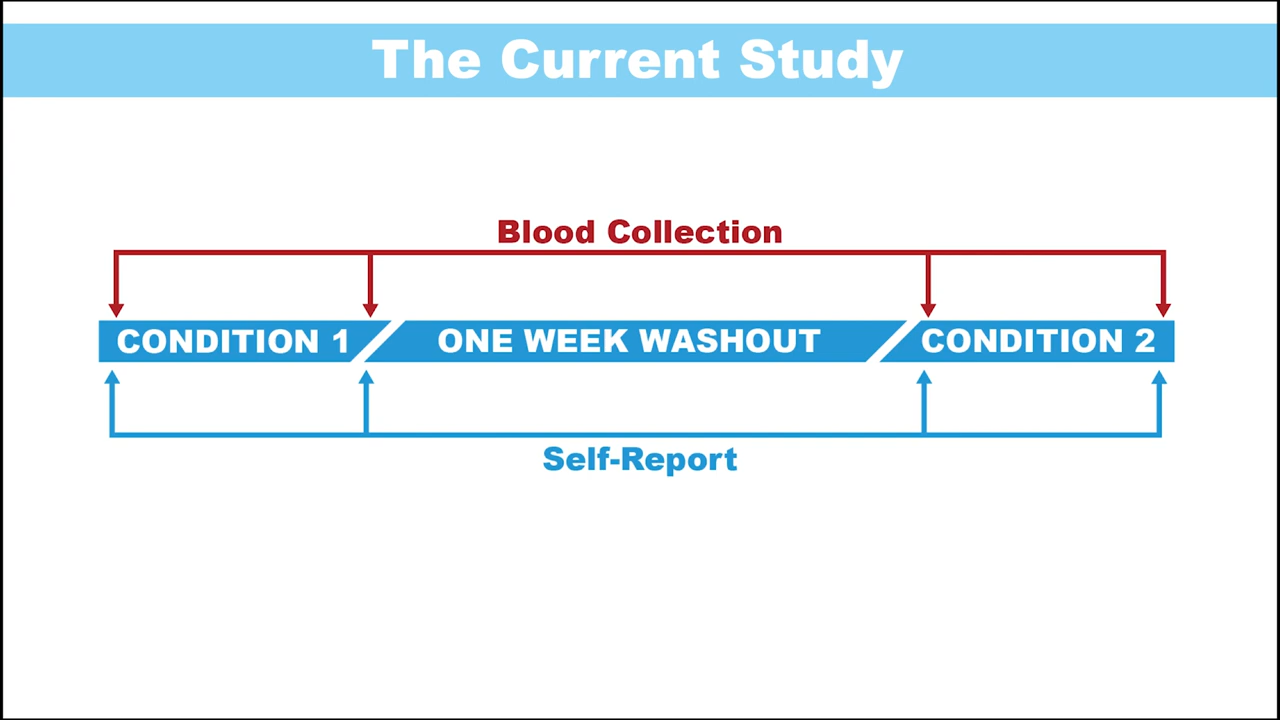 The Current Study
Blood Collection
CONDITION 1
ONE WEEK WASHOUT
CONDITION 2
Self-Report